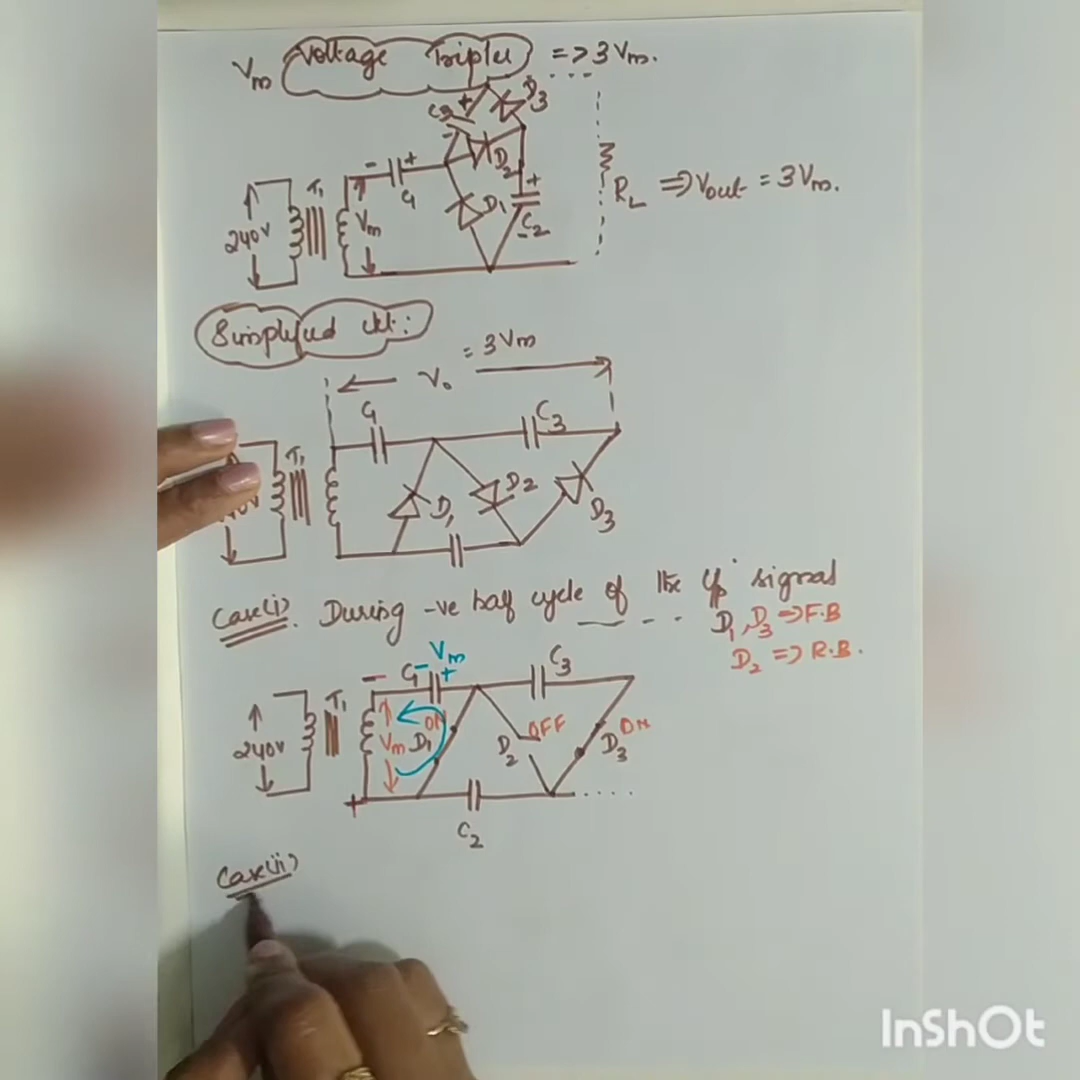 Vm Voltage Tripler => 3Vm.
C3 + D3
- D2
- + C1
240V T1 Vm D1 + C2 -
RL => Vout = 3Vm.
Simplified ckt:
V0 = 3Vm
C1 C3
T1 D1 D2 D3
Case(i). During -ve half cycle of the i/p signal
D1, D3 => F.B
D2 => R.B.
- C1 - Vm + C3
240V T1 Vm D1 ON D2 OFF D3 ON
+
C2
Case(ii)
InShOt